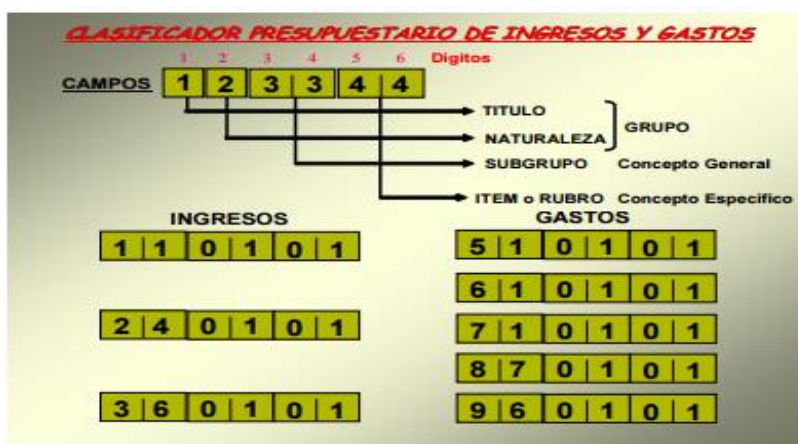 CLASIFICADOR PRESUPUESTARIO DE INGRESOS Y GASTOS
1 2 3 4 5 6 Dígitos
CAMPOS 1 2 3 3 4 4
TITULO
NATURALEZA
GRUPO
SUBGRUPO Concepto General
ITEM o RUBRO Concepto Especifico
INGRESOS
1 1 0 1 0 1
2 4 0 1 0 1
3 6 0 1 0 1
GASTOS
5 1 0 1 0 1
6 1 0 1 0 1
7 1 0 1 0 1
8 7 0 1 0 1
9 6 0 1 0 1